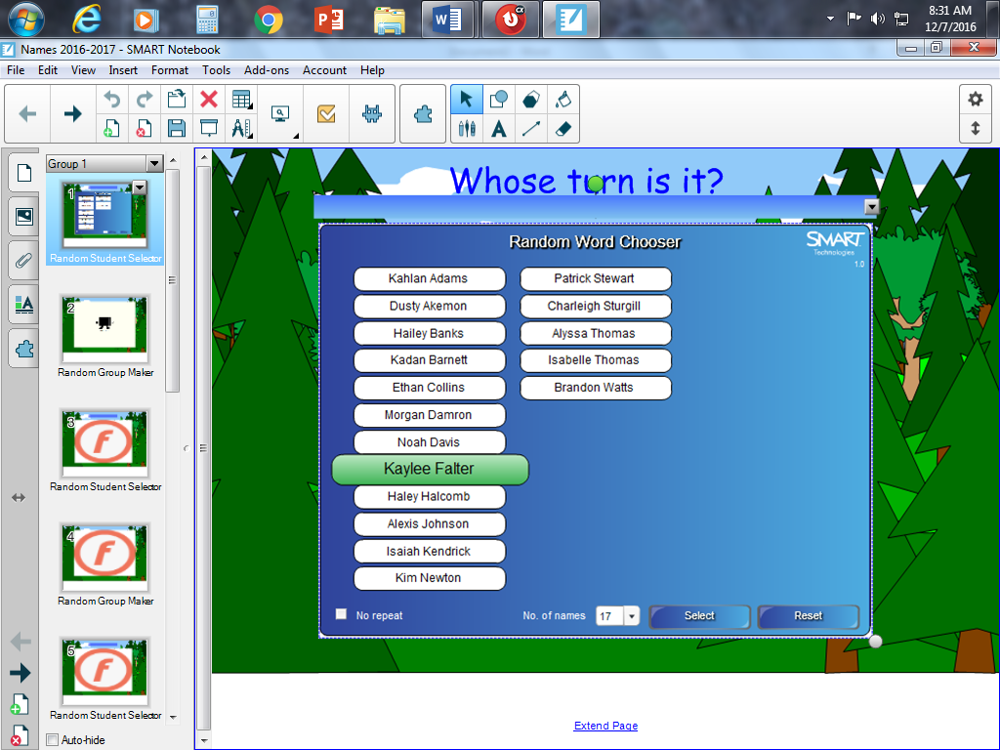 8:31 AM
12/7/2016
Names 2016-2017 - SMART Notebook
File Edit View Insert Format Tools Add-ons Account Help
Group 1
1
Random Student Selector
2
Random Group Maker
3
Random Student Selector
4
Random Group Maker
5
Random Student Selector
Auto-hide
Whose turn is it?
Random Word Chooser
SMART
Technologies
1.0
Kahlan Adams
Dusty Akemon
Hailey Banks
Kadan Barnett
Ethan Collins
Morgan Damron
Noah Davis
Kaylee Falter
Haley Halcomb
Alexis Johnson
Isaiah Kendrick
Kim Newton
Patrick Stewart
Charleigh Sturgill
Alyssa Thomas
Isabelle Thomas
Brandon Watts
No repeat
No. of names 17 Select Reset
Extend Page